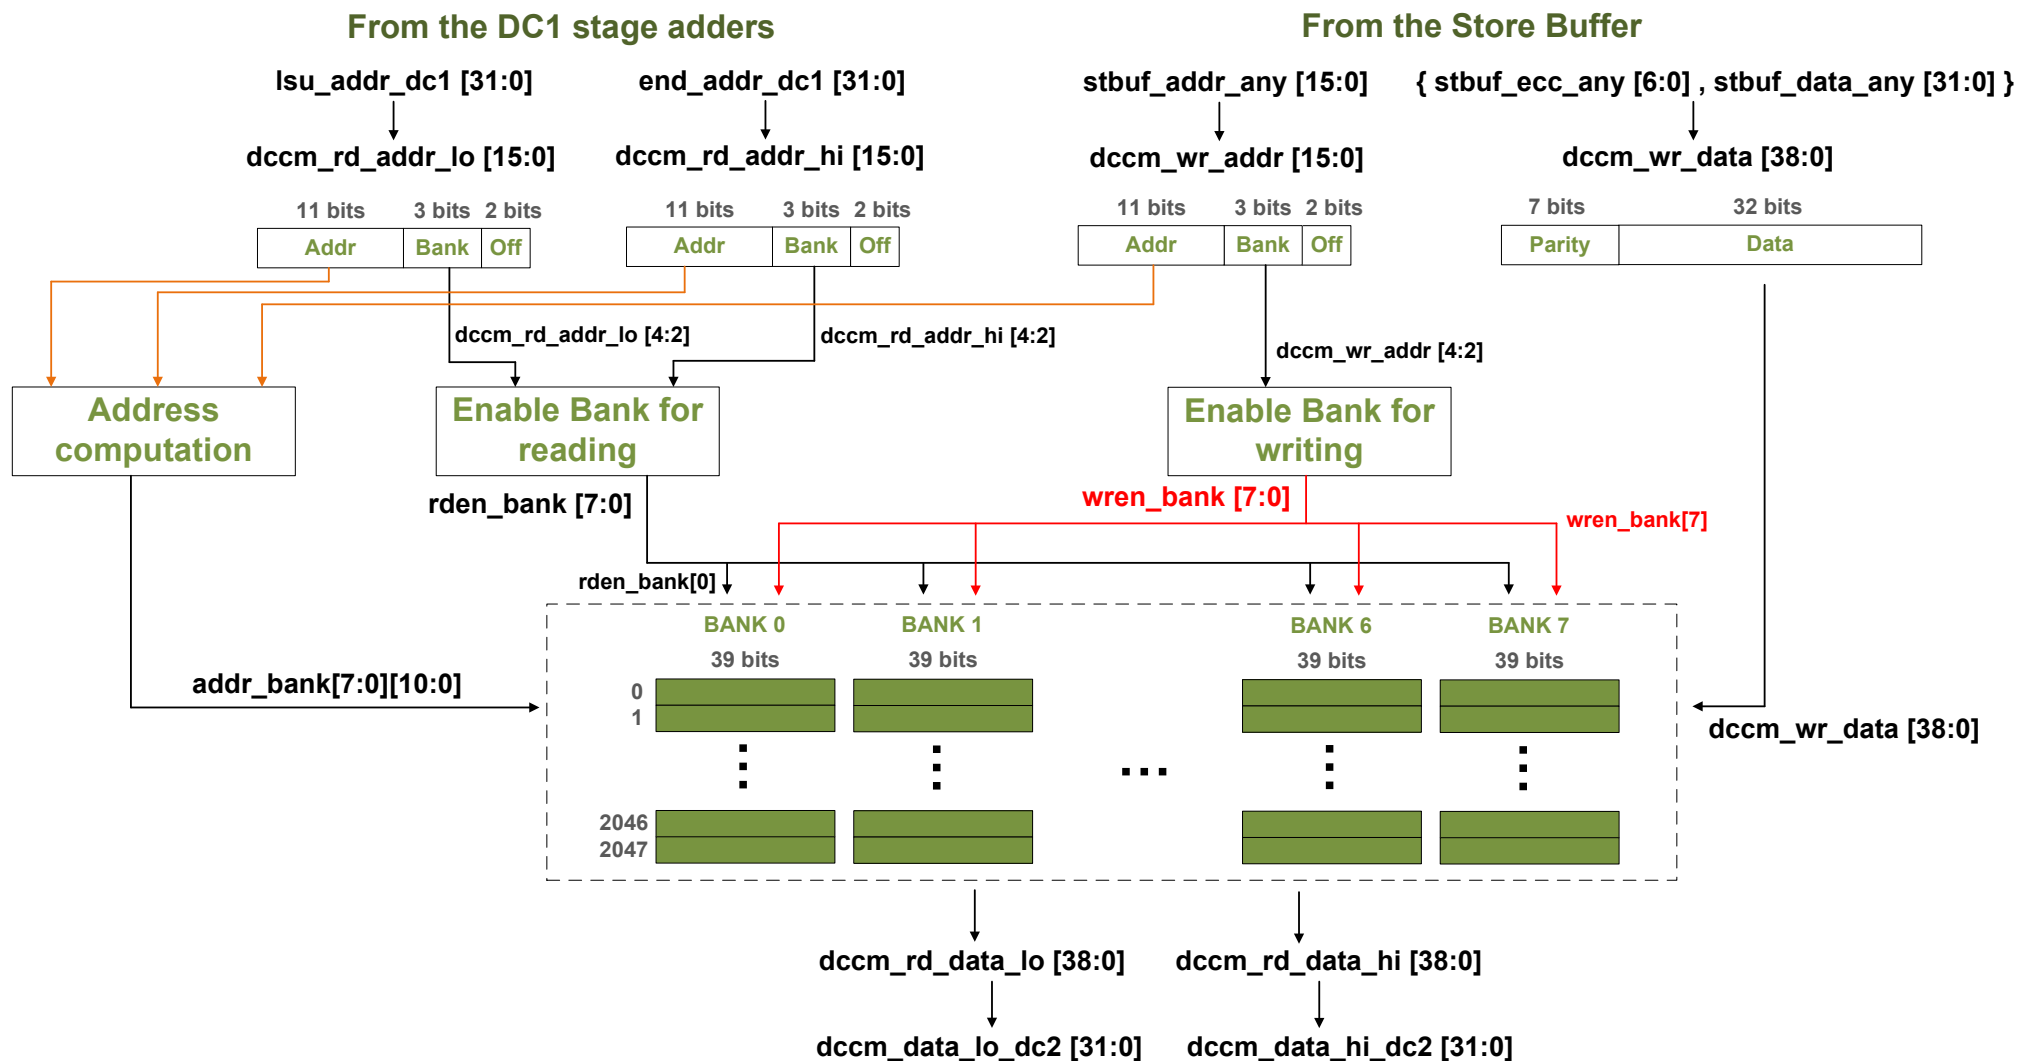 From the DC1 stage adders
From the Store Buffer
lsu_addr_dc1 [31:0]
end_addr_dc1 [31:0]
stbuf_addr_any [15:0]
{ stbuf_ecc_any [6:0] , stbuf_data_any [31:0] }
dccm_rd_addr_lo [15:0]
dccm_rd_addr_hi [15:0]
dccm_wr_addr [15:0]
dccm_wr_data [38:0]
11 bits 3 bits 2 bits
11 bits 3 bits 2 bits
11 bits 3 bits 2 bits
7 bits 32 bits
Addr Bank Off
Addr Bank Off
Addr Bank Off
Parity Data
dccm_rd_addr_lo [4:2]
dccm_rd_addr_hi [4:2]
dccm_wr_addr [4:2]
Address
computation
Enable Bank for
reading
Enable Bank for
writing
rden_bank [7:0]
wren_bank [7:0]
wren_bank[7]
rden_bank[0]
BANK 0
BANK 1
BANK 6
BANK 7
39 bits
39 bits
39 bits
39 bits
addr_bank[7:0][10:0]
0
1
dccm_wr_data [38:0]
...
2046
2047
dccm_rd_data_lo [38:0]
dccm_rd_data_hi [38:0]
dccm_data_lo_dc2 [31:0]
dccm_data_hi_dc2 [31:0]